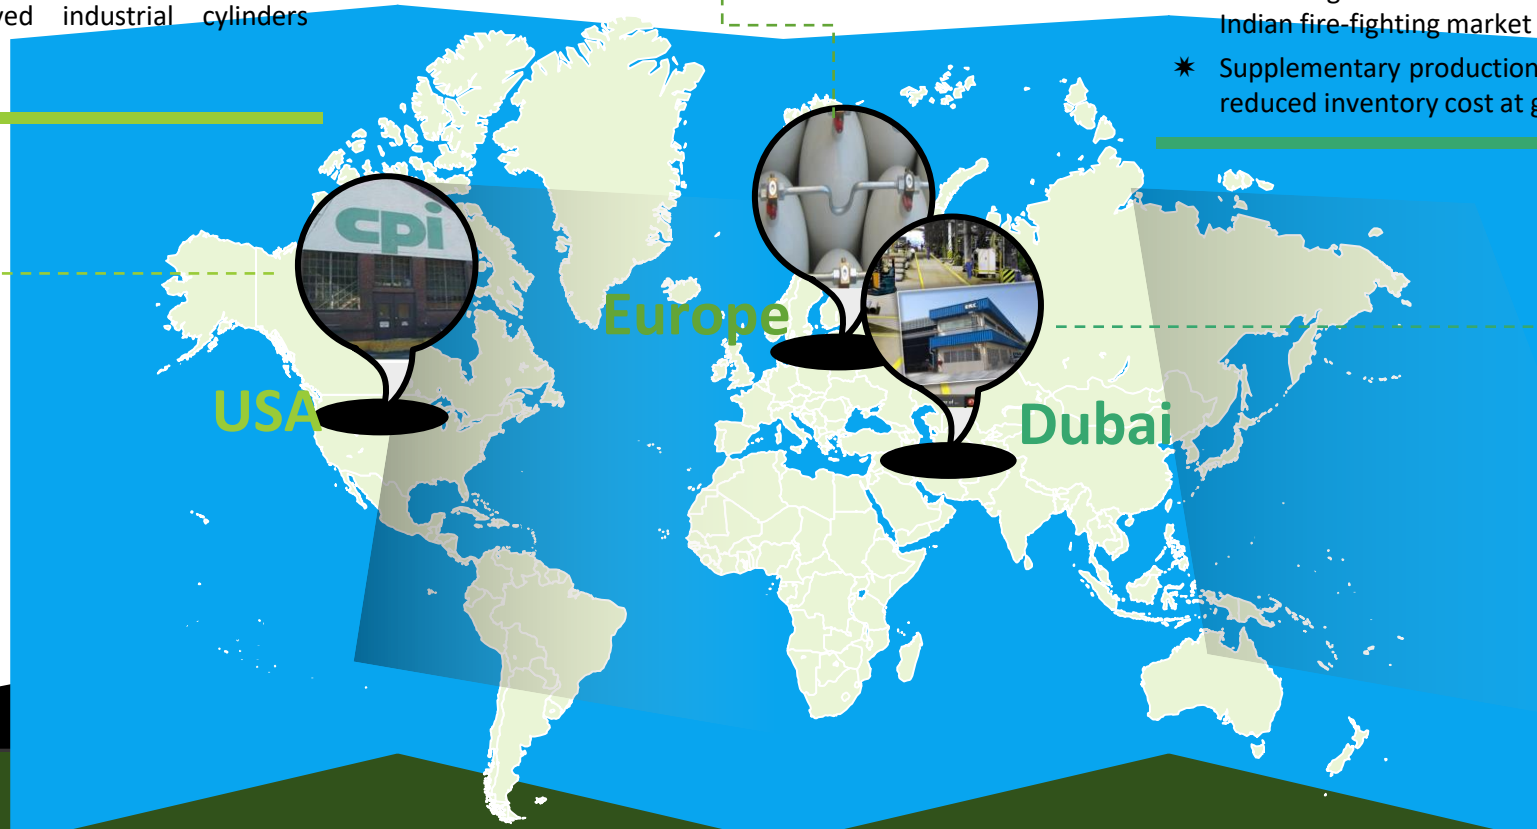 industrial cylinders
Indian fire-fighting market
Supplementary production
reduced inventory cost at
cpi
Europe
USA
Dubai